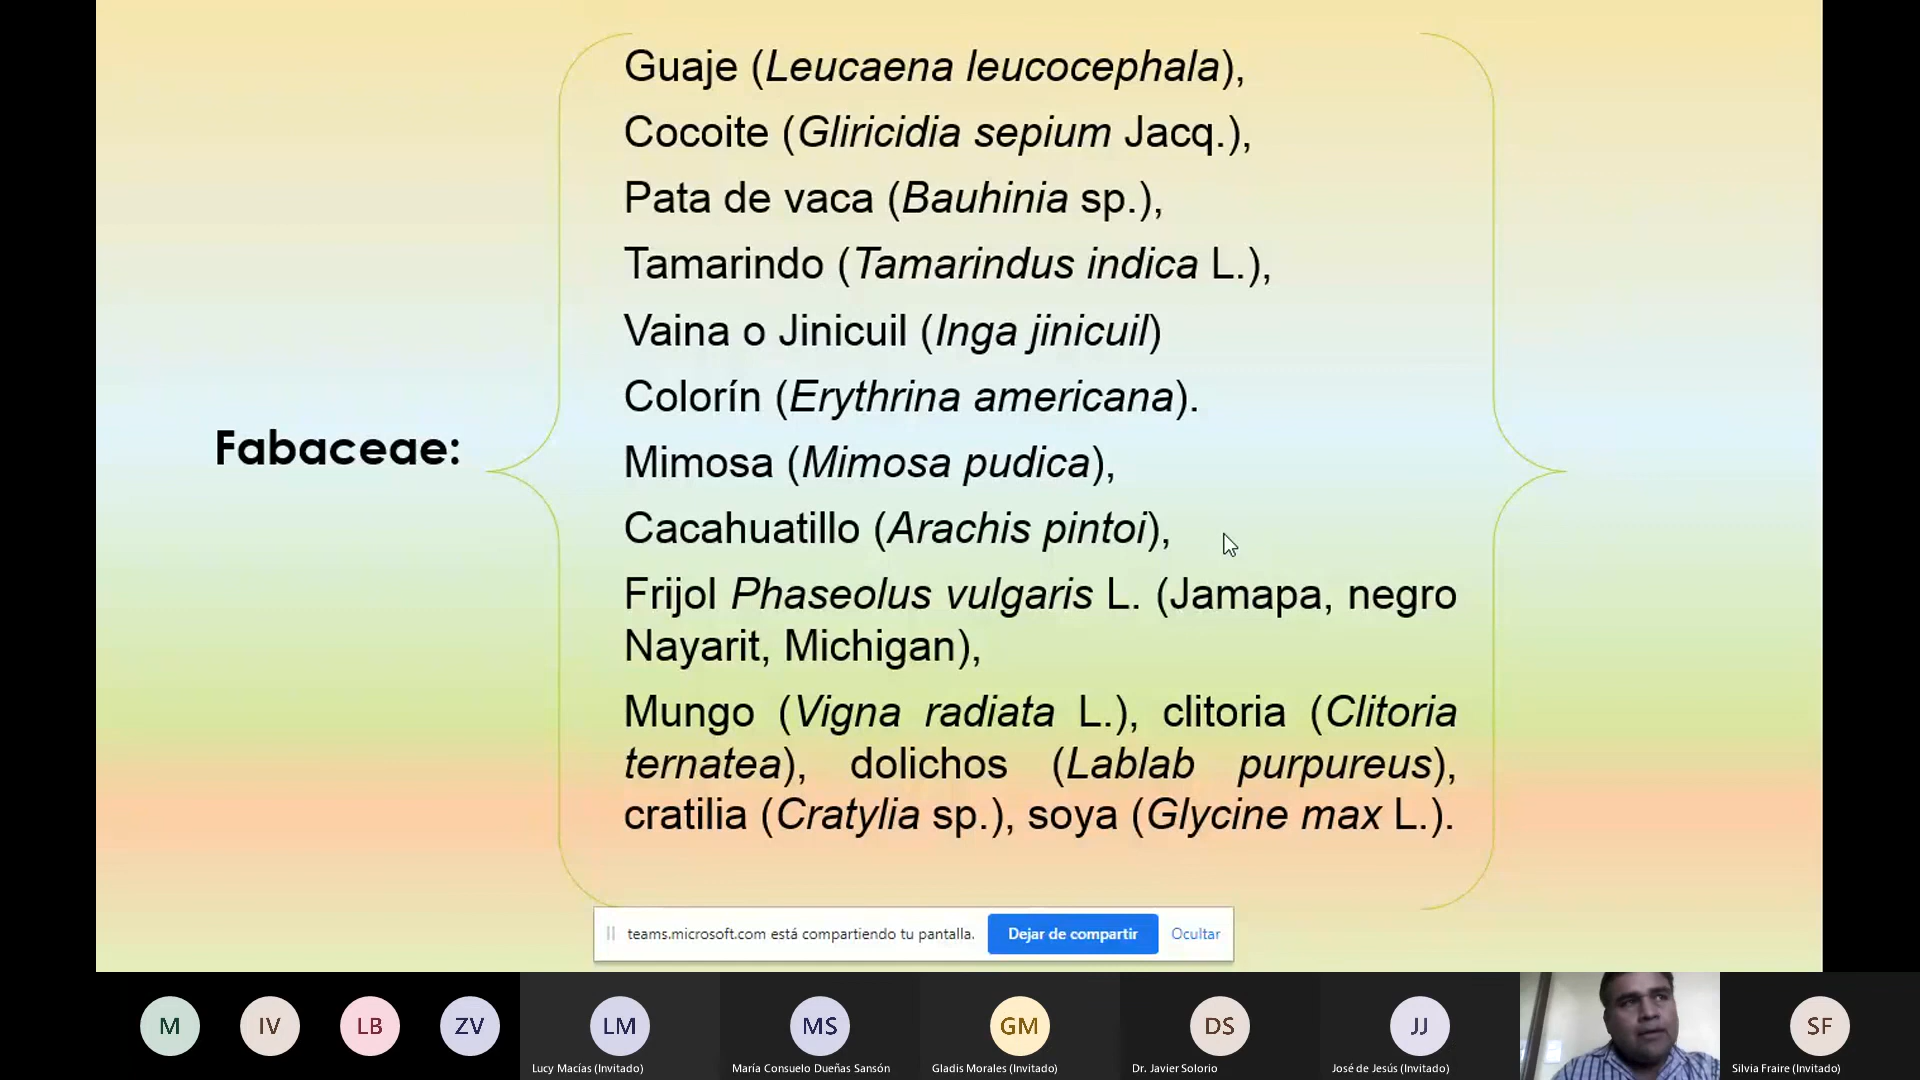 Guaje (Leucaena leucocephala),
Cocoite (Gliricidia sepium Jacq.),
Pata de vaca (Bauhinia sp.),
Tamarindo (Tamarindus indica L.),
Vaina o Jinicuil (Inga jinicuil)
Colorín (Erythrina americana).
Fabaceae:
Mimosa (Mimosa pudica),
Cacahuatillo (Arachis pintoi),
Frijol Phaseolus vulgaris L. (Jamapa, negro
Nayarit, Michigan),
Mungo (Vigna radiata L.), clitoria (Clitoria
ternatea), dolichos (Lablab purpureus),
cratilia (Cratylia sp.), soya (Glycine max L.).
teams.microsoft.com está compartiendo tu pantalla. Dejar de compartir Ocultar
M IV LB ZV LM MS GM DS JJ SF
Lucy Macías (Invitado) María Consuelo Dueñas Sansón Gladis Morales (Invitado) Dr. Javier Solorio José de Jesús (Invitado) Silvia Fraire (Invitado)